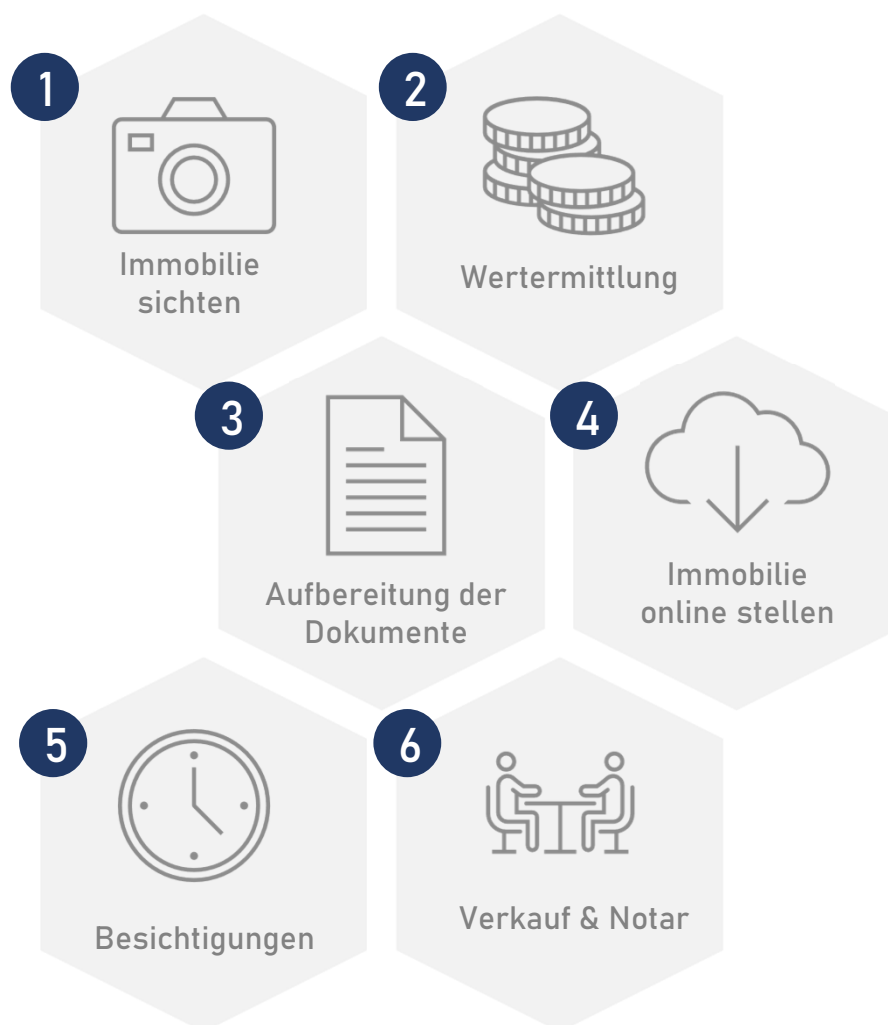 1
Immobilie
sichten
2
Wertermittlung
3
Aufbereitung der
Dokumente
4
Immobilie
online stellen
5
Besichtigungen
6
Verkauf & Notar